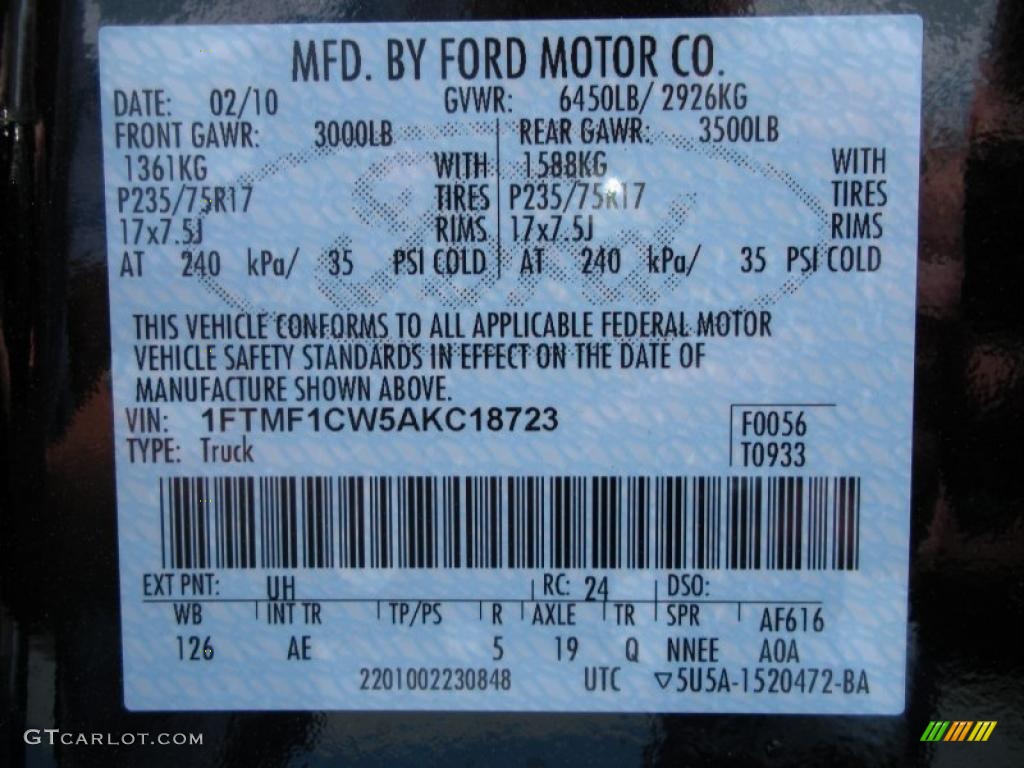 MFD. BY FORD MOTOR CO.
DATE: 02/10 GVWR: 6450LB/ 2926KG
FRONT GAWR: 3000LB REAR GAWR: 3500LB
1361KG WITH 1588KG WITH
P235/75R17 TIRES P235/75R17 TIRES
17x7.5J RIMS 17x7.5J RIMS
AT 240 kPa/ 35 PSI COLD AT 240 kPa/ 35 PSI COLD
THIS VEHICLE CONFORMS TO ALL APPLICABLE FEDERAL MOTOR
VEHICLE SAFETY STANDARDS IN EFFECT ON THE DATE OF
MANUFACTURE SHOWN ABOVE.
VIN: 1FTMF1CW5AKC18723 F0056
TYPE: Truck T0933
EXT PNT: UH RC: 24 DSO:
WB INT TR TP/PS R AXLE TR SPR AF616
126 AE 5 19 Q NNEE A0A
2201002230848 UTC ▽5U5A-1520472-BA
GTCARLOT.COM